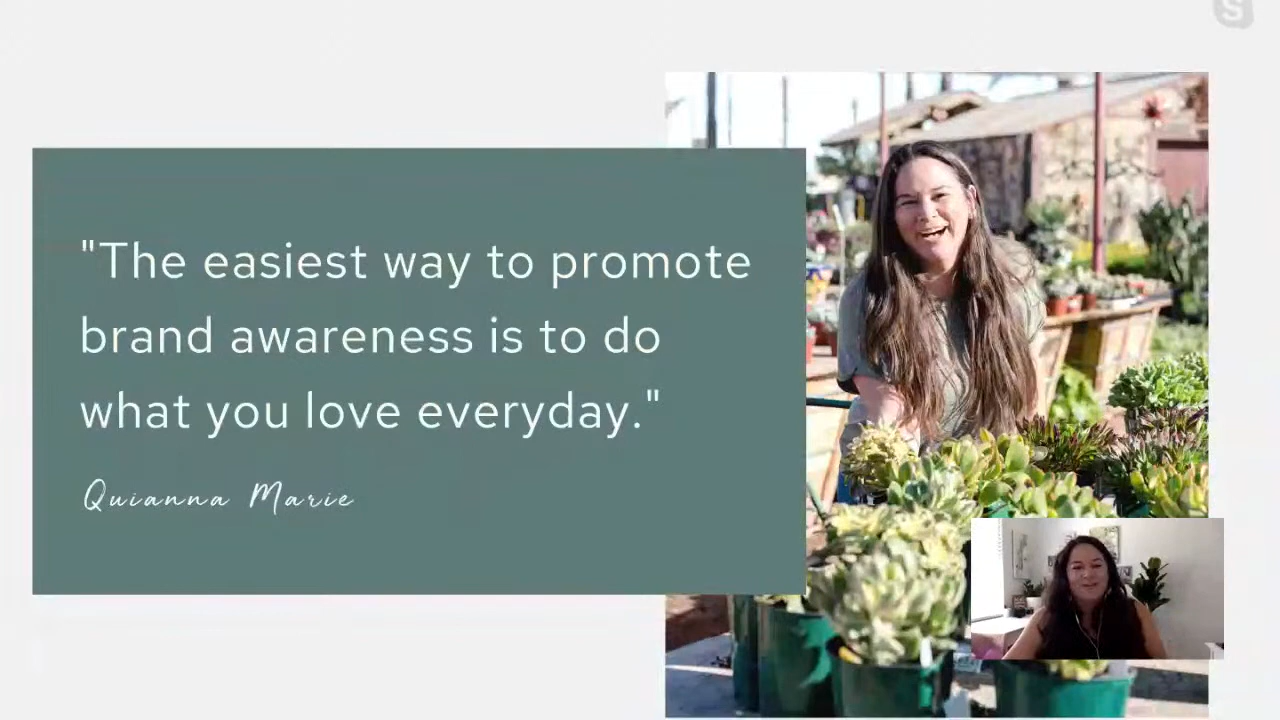 "The easiest way to promote
brand awareness is to do
what you love everyday."
Quianna Marie